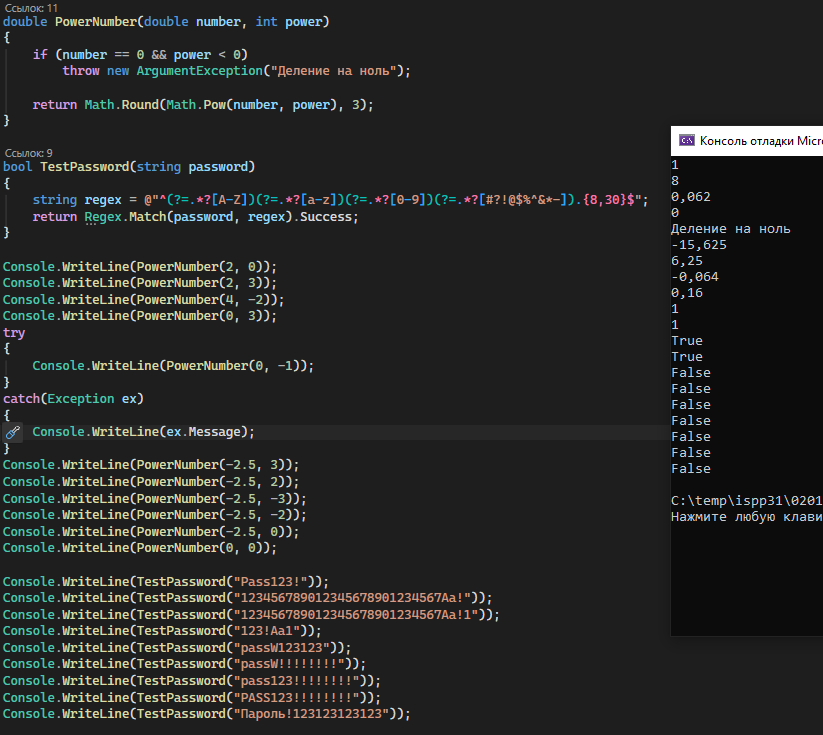 Ссылок: 11
double PowerNumber(double number, int power)
{
if (number == 0 && power < 0)
throw new ArgumentException("Деление на ноль");
return Math.Round(Math.Pow(number, power), 3);
}
Ссылок: 9
bool TestPassword(string password)
{
string regex = @"^(?=.*?[A-Z])(?=.*?[a-z])(?=.*?[0-9])(?=.*?[#?!@$%^&*-]).{8,30}$";
return Regex.Match(password, regex).Success;
}
Console.WriteLine(PowerNumber(2, 0));
Console.WriteLine(PowerNumber(2, 3));
Console.WriteLine(PowerNumber(4, -2));
Console.WriteLine(PowerNumber(0, 3));
try
{
Console.WriteLine(PowerNumber(0, -1));
}
catch(Exception ex)
{
Console.WriteLine(ex.Message);
}
Console.WriteLine(PowerNumber(-2.5, 3));
Console.WriteLine(PowerNumber(-2.5, 2));
Console.WriteLine(PowerNumber(-2.5, -3));
Console.WriteLine(PowerNumber(-2.5, -2));
Console.WriteLine(PowerNumber(-2.5, 0));
Console.WriteLine(PowerNumber(0, 0));
Console.WriteLine(TestPassword("Pass123!"));
Console.WriteLine(TestPassword("123456789012345678901234567Aa!"));
Console.WriteLine(TestPassword("123456789012345678901234567Aa!1"));
Console.WriteLine(TestPassword("123!Aa1"));
Console.WriteLine(TestPassword("passW123123"));
Console.WriteLine(TestPassword("passW!!!!!!!!"));
Console.WriteLine(TestPassword("pass123!!!!!!!!"));
Console.WriteLine(TestPassword("PASS123!!!!!!!!"));
Console.WriteLine(TestPassword("Пароль!123123123123"));
Консоль отладки Micro
1
8
0,062
0
Деление на ноль
-15,625
6,25
-0,064
0,16
1
1
True
True
False
False
False
False
False
False
False
C:\temp\ispp31\0201
Нажмите любую клави